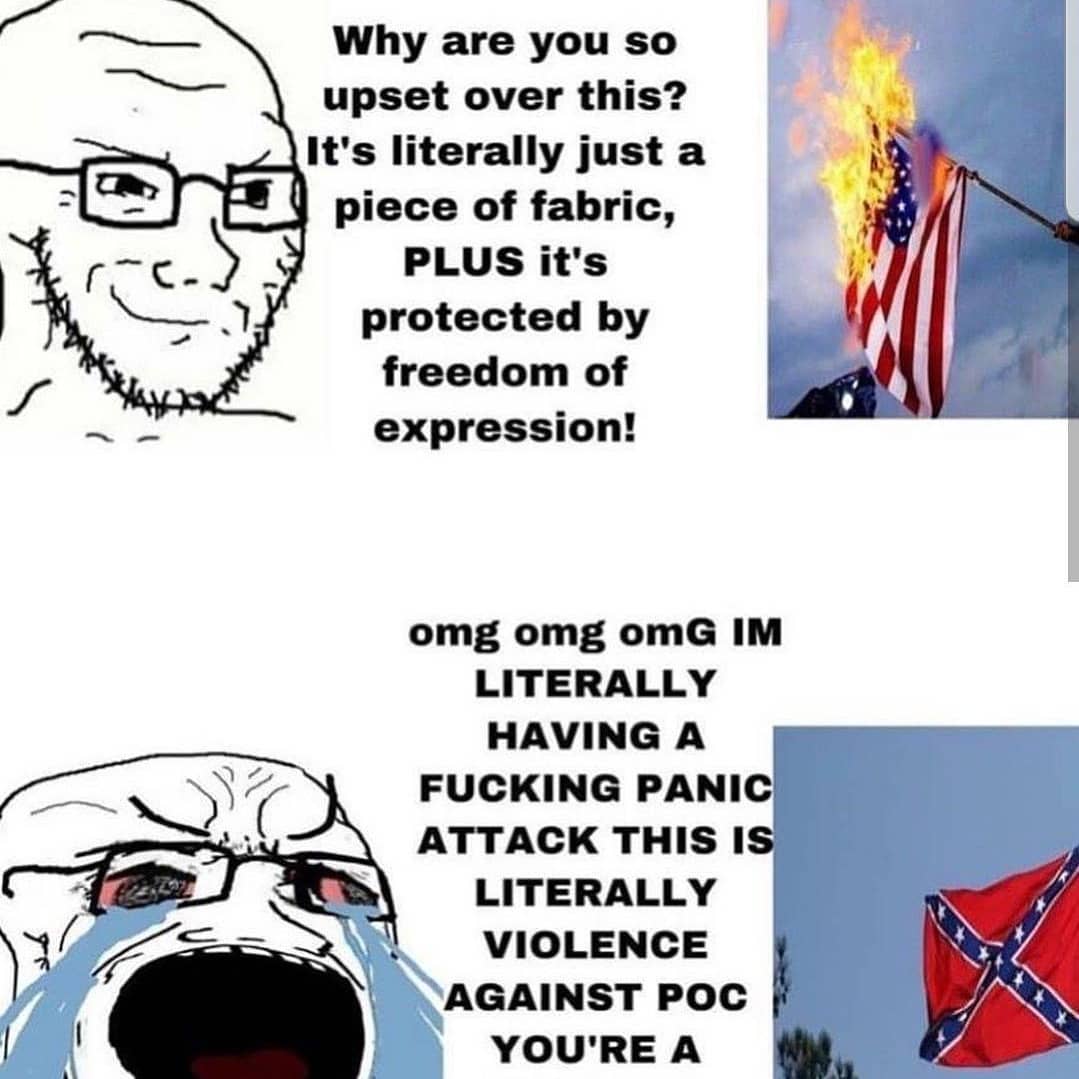 Why are you so
upset over this?
It's literally just a
piece of fabric,
PLUS it's
protected by
freedom of
expression!
omg omg omG IM
LITERALLY
HAVING A
FUCKING PANIC
ATTACK THIS IS
LITERALLY
VIOLENCE
AGAINST POC
YOU'RE A